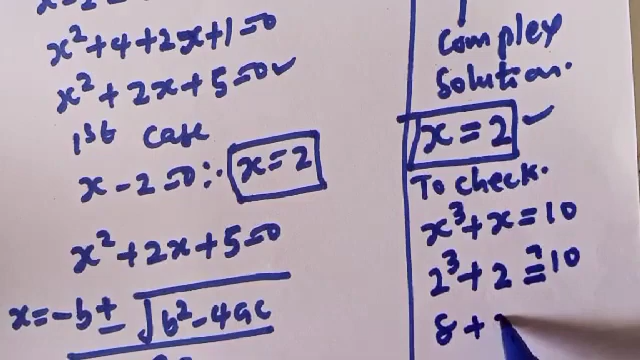 x=2
x²+4+2x+1=0
x²+2x+5=0✓
1st case
x-2=0∴ x=2
x²+2x+5=0
x=-b±√b²-4ac
Complex
Solution.
x=2 ✓
To check.
x³+x=10
2³+2≟10
8+